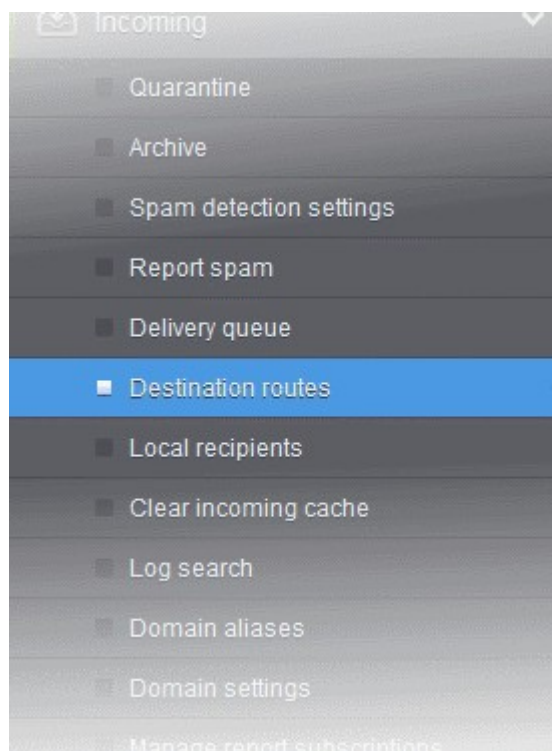 Incoming
Quarantine
Archive
Spam detection settings
Report spam
Delivery queue
Destination routes
Local recipients
Clear incoming cache
Log search
Domain aliases
Domain settings
Manage report subscriptions